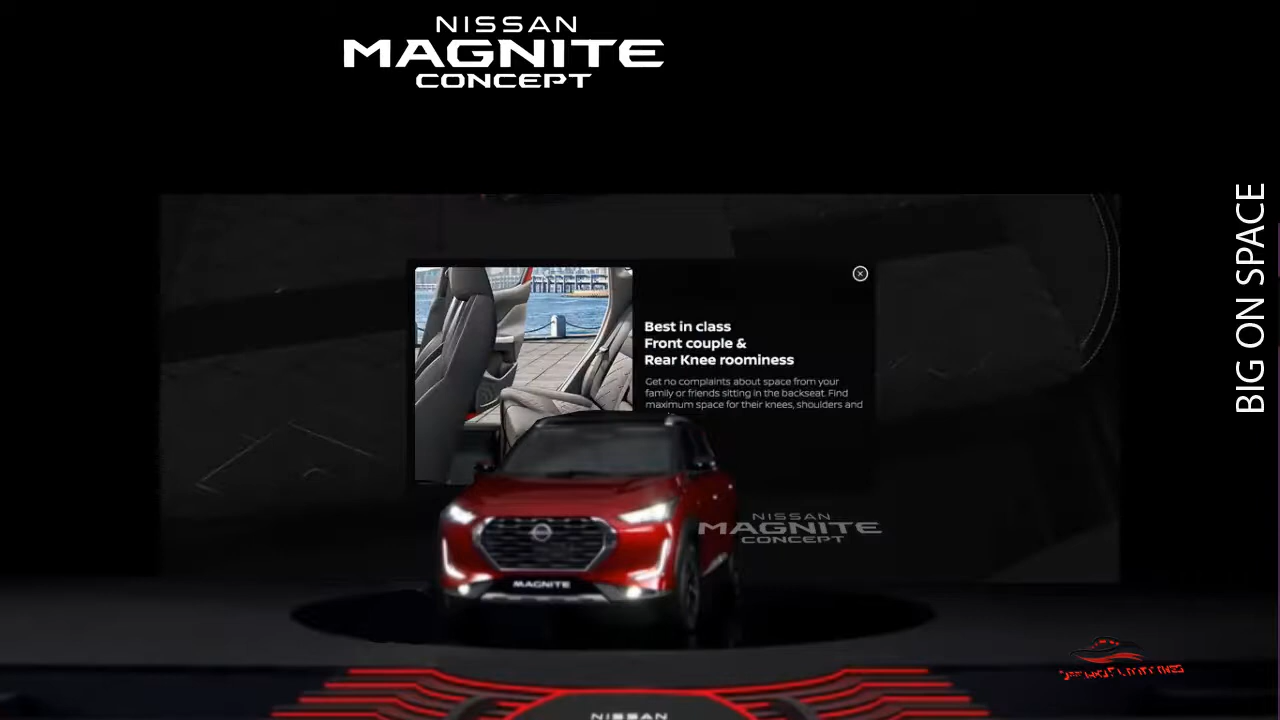 NISSAN
MAGNITE
CONCEPT
BIG ON SPACE
Best in class
Front couple &
Rear Knee roominess
Get no complaints about space from your
family or friends sitting in the backseat. Find
maximum space for their knees, shoulders and
NISSAN
MAGNITE
CONCEPT
MAGNITE
NISSAN